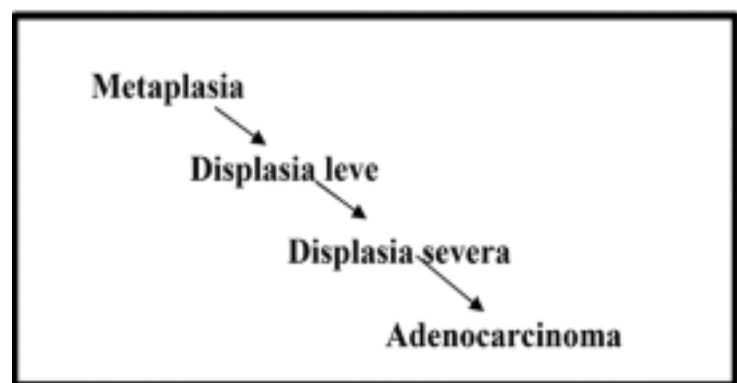 Metaplasia
Displasia leve
Displasia severa
Adenocarcinoma